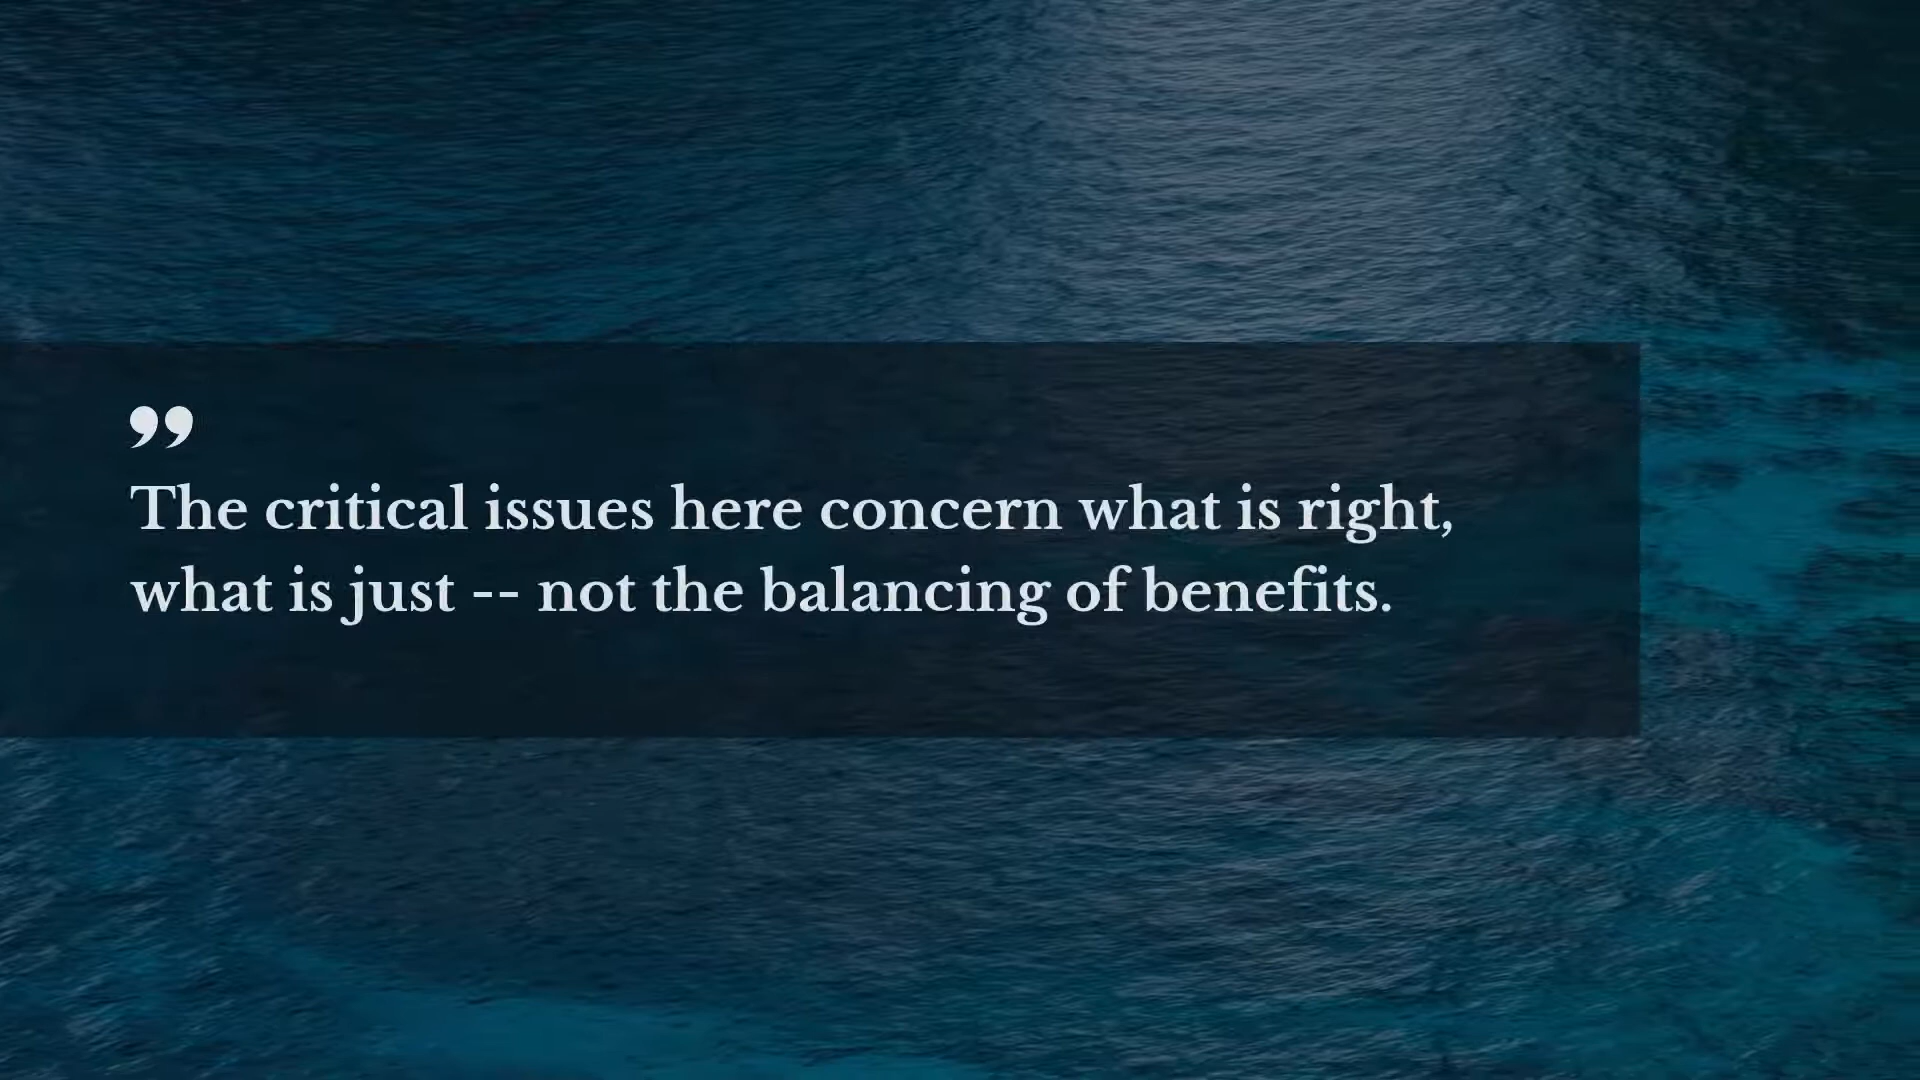 ”
The critical issues here concern what is right,
what is just -- not the balancing of benefits.